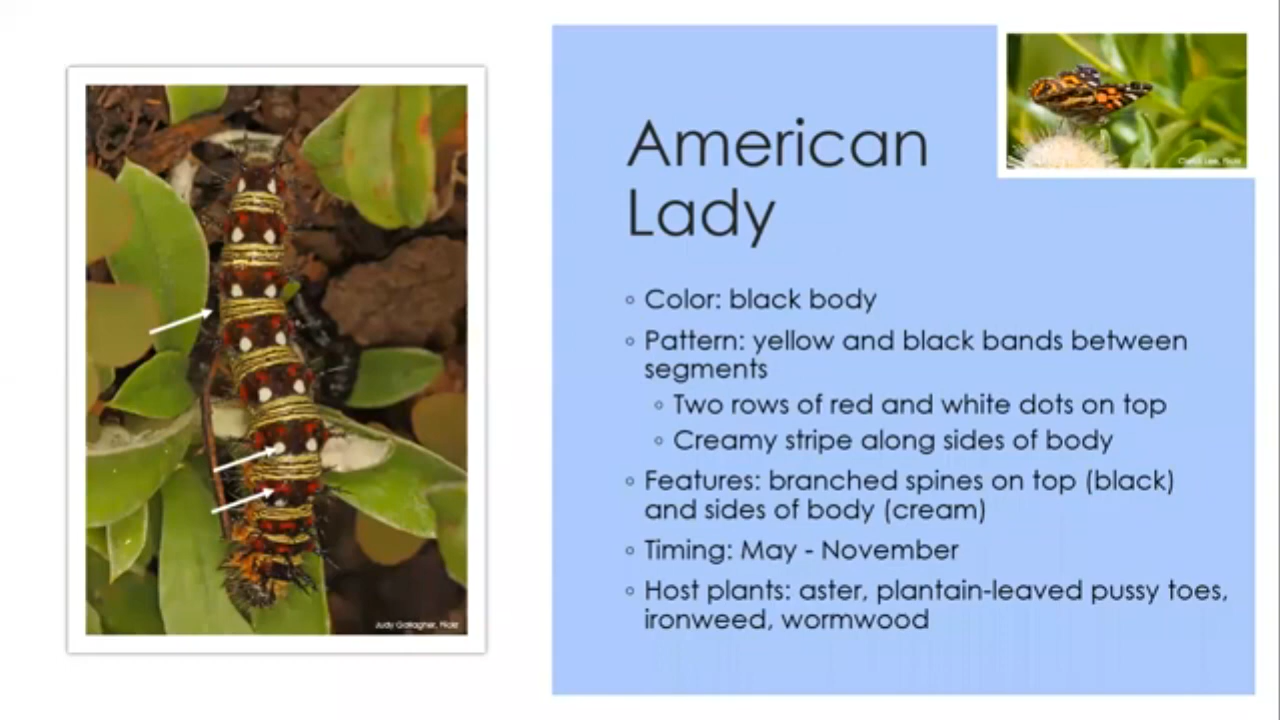 American
Lady
◦ Color: black body
◦ Pattern: yellow and black bands between
segments
◦ Two rows of red and white dots on top
◦ Creamy stripe along sides of body
◦ Features: branched spines on top (black)
and sides of body (cream)
◦ Timing: May - November
◦ Host plants: aster, plantain-leaved pussy toes,
ironweed, wormwood
Judy Gallagher, Flickr
Lee, Flickr